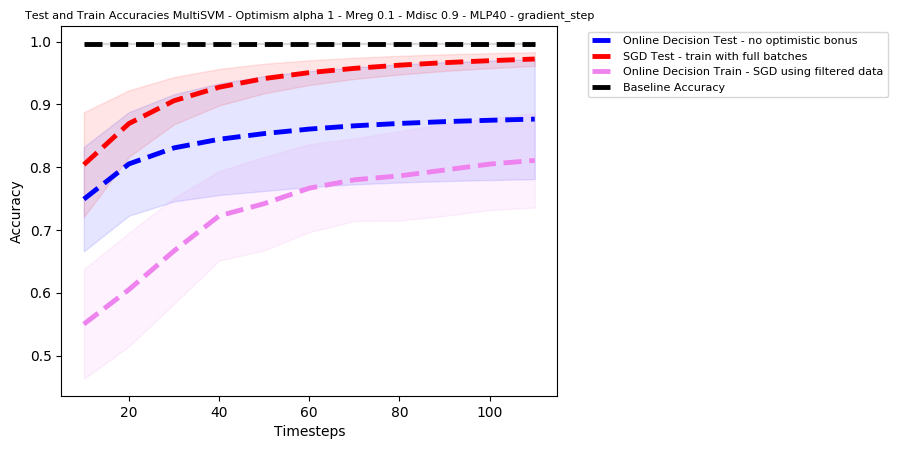 Test and Train Accuracies MultiSVM - Optimism alpha 1 - Mreg 0.1 - Mdisc 0.9 - MLP40 - gradient_step
Online Decision Test - no optimistic bonus
SGD Test - train with full batches
Online Decision Train - SGD using filtered data
Baseline Accuracy
Accuracy
1.0
0.9
0.8
0.7
0.6
0.5
20 40 60 80 100
Timesteps